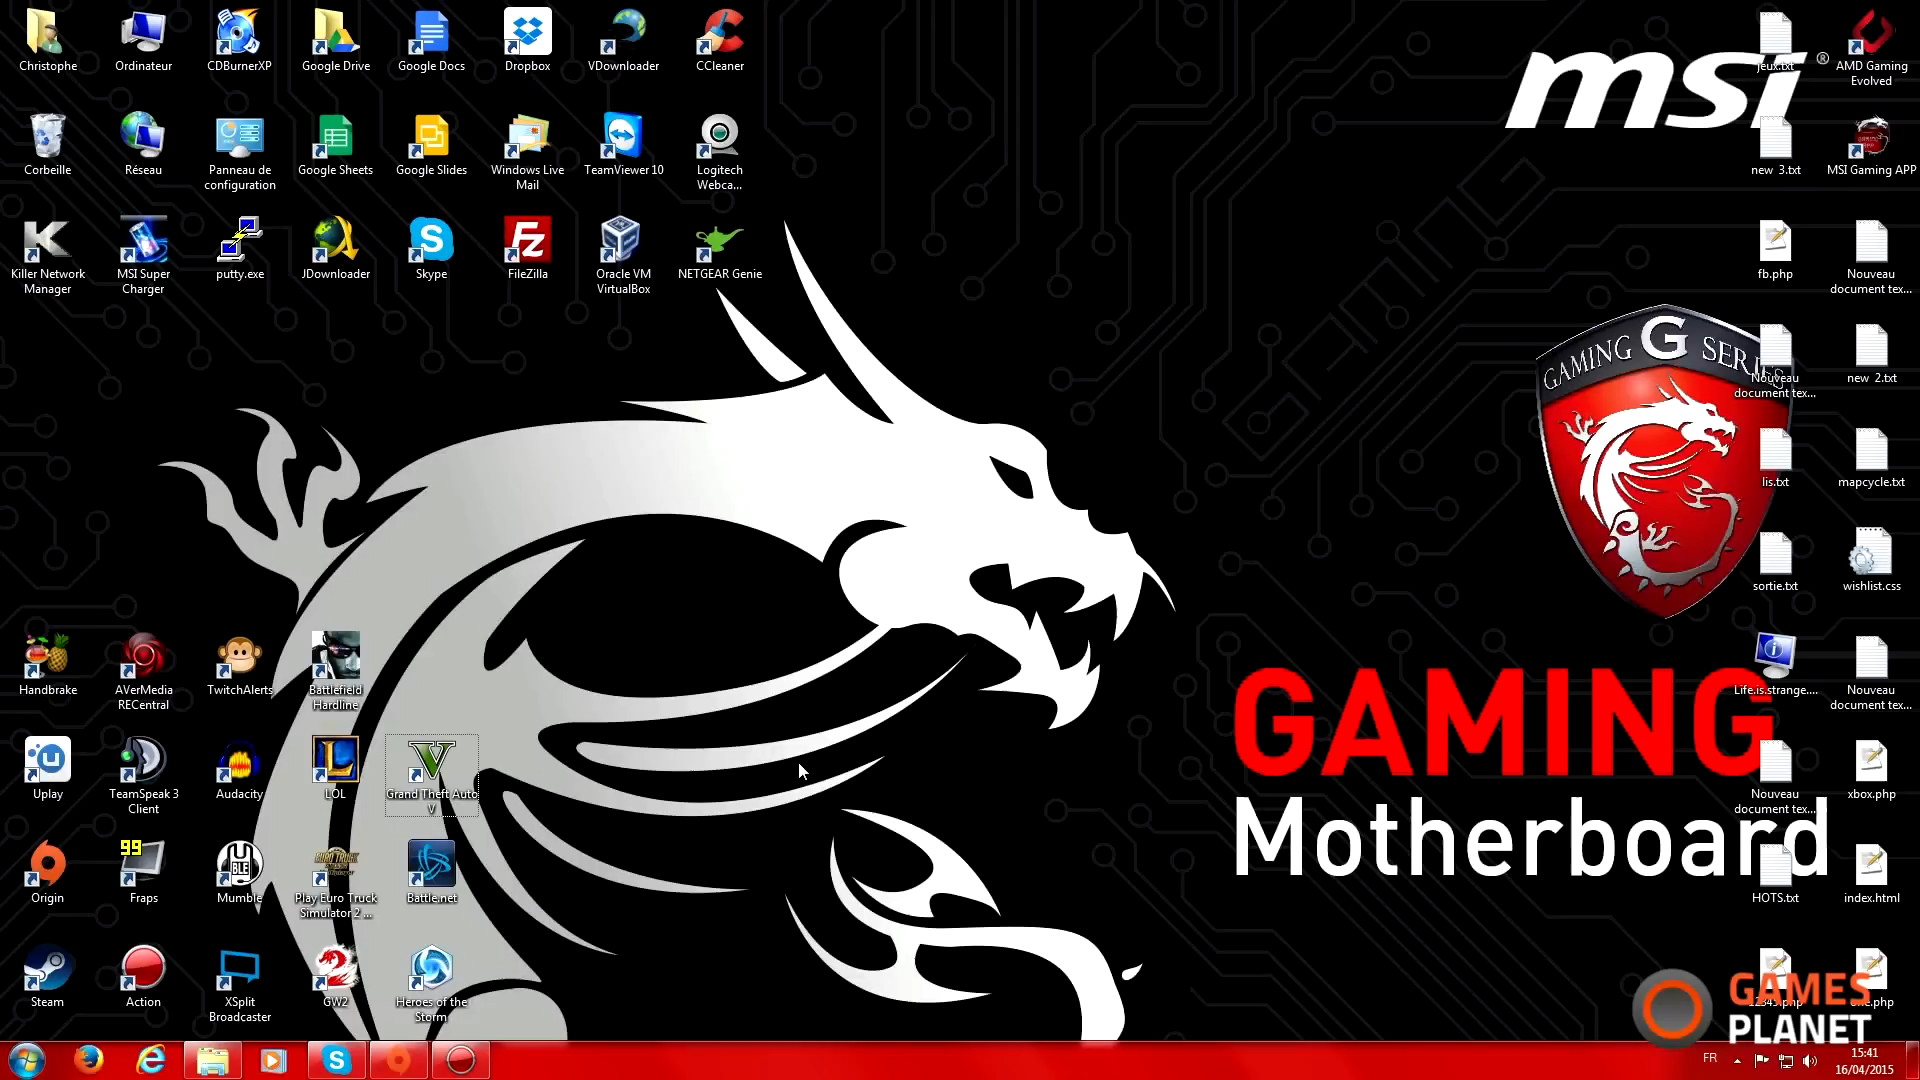 Christophe
Ordinateur
CDBurnerXP
Google Drive
Google Docs
Dropbox
VDownloader
CCleaner
jeux.txt
AMD Gaming
Evolved
msi ®
Corbeille
Réseau
Panneau de
configuration
Google Sheets
Google Slides
Windows Live
Mail
TeamViewer 10
Logitech
Webca...
new 3.txt
MSI Gaming APP
Killer Network
Manager
MSI Super
Charger
putty.exe
JDownloader
Skype
FileZilla
Oracle VM
VirtualBox
NETGEAR Genie
fb.php
Nouveau
document tex...
GAMING G SERIES
Nouveau
document tex...
new 2.txt
lis.txt
mapcycle.txt
sortie.txt
wishlist.css
Handbrake
AVerMedia
RECentral
TwitchAlerts
Battlefield
Hardline
Life.is.strange....
Nouveau
document tex...
GAMING
Motherboard
Uplay
TeamSpeak 3
Client
Audacity
LOL
Grand Theft Auto
V
Nouveau
document tex...
xbox.php
Origin
99
Fraps
Mumble
Play Euro Truck
Simulator 2 ...
Battle.net
HOTS.txt
index.html
Steam
Action
XSplit
Broadcaster
GW2
Heroes of the
Storm
GAMES
PLANET
FR
15:41
16/04/2015